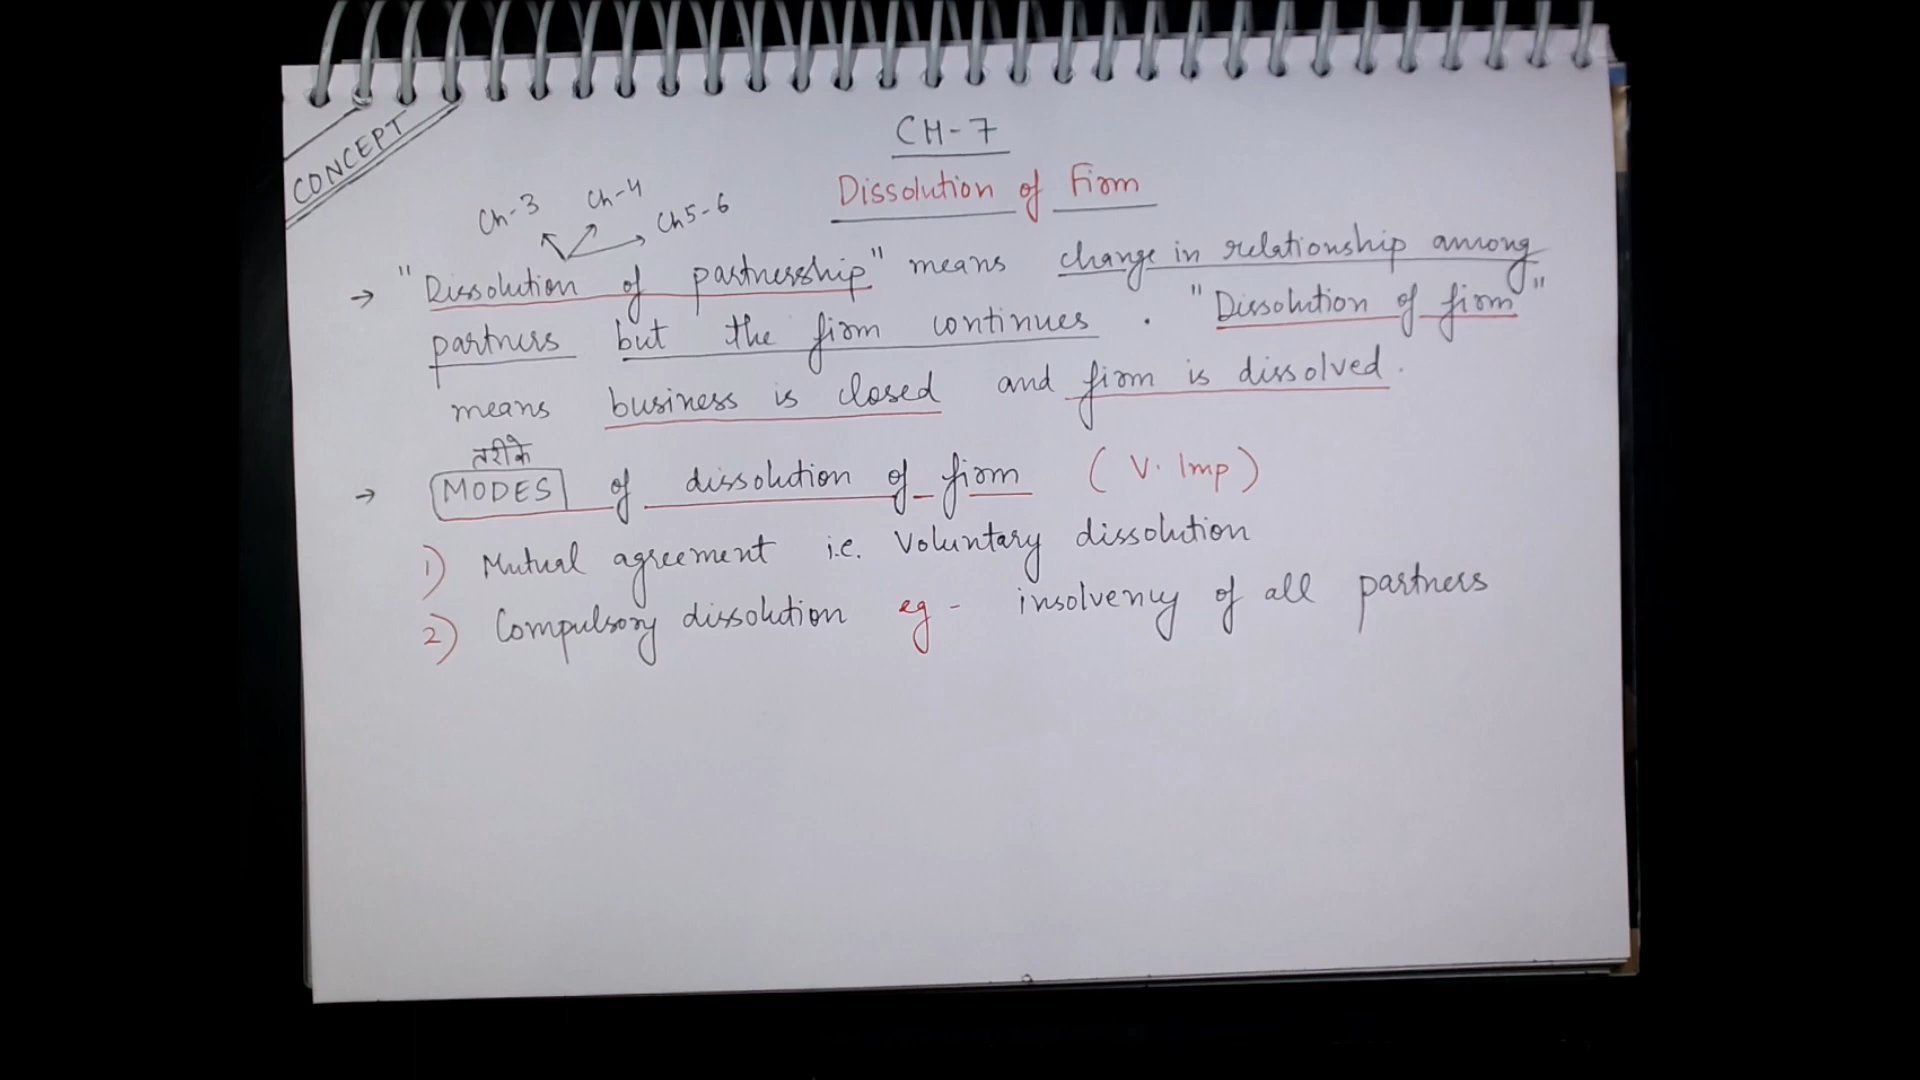 CONCEPT
CH-7
Dissolution of Firm
Ch-3 Ch-4 Ch5-6
→ "Dissolution of partnership" means change in relationship among
partners but the firm continues. "Dissolution of firm"
means business is closed and firm is dissolved.
तरीके
→ MODES of dissolution of firm (V. Imp)
1) Mutual agreement i.e. Voluntary dissolution
2) Compulsory dissolution eg - insolvency of all partners